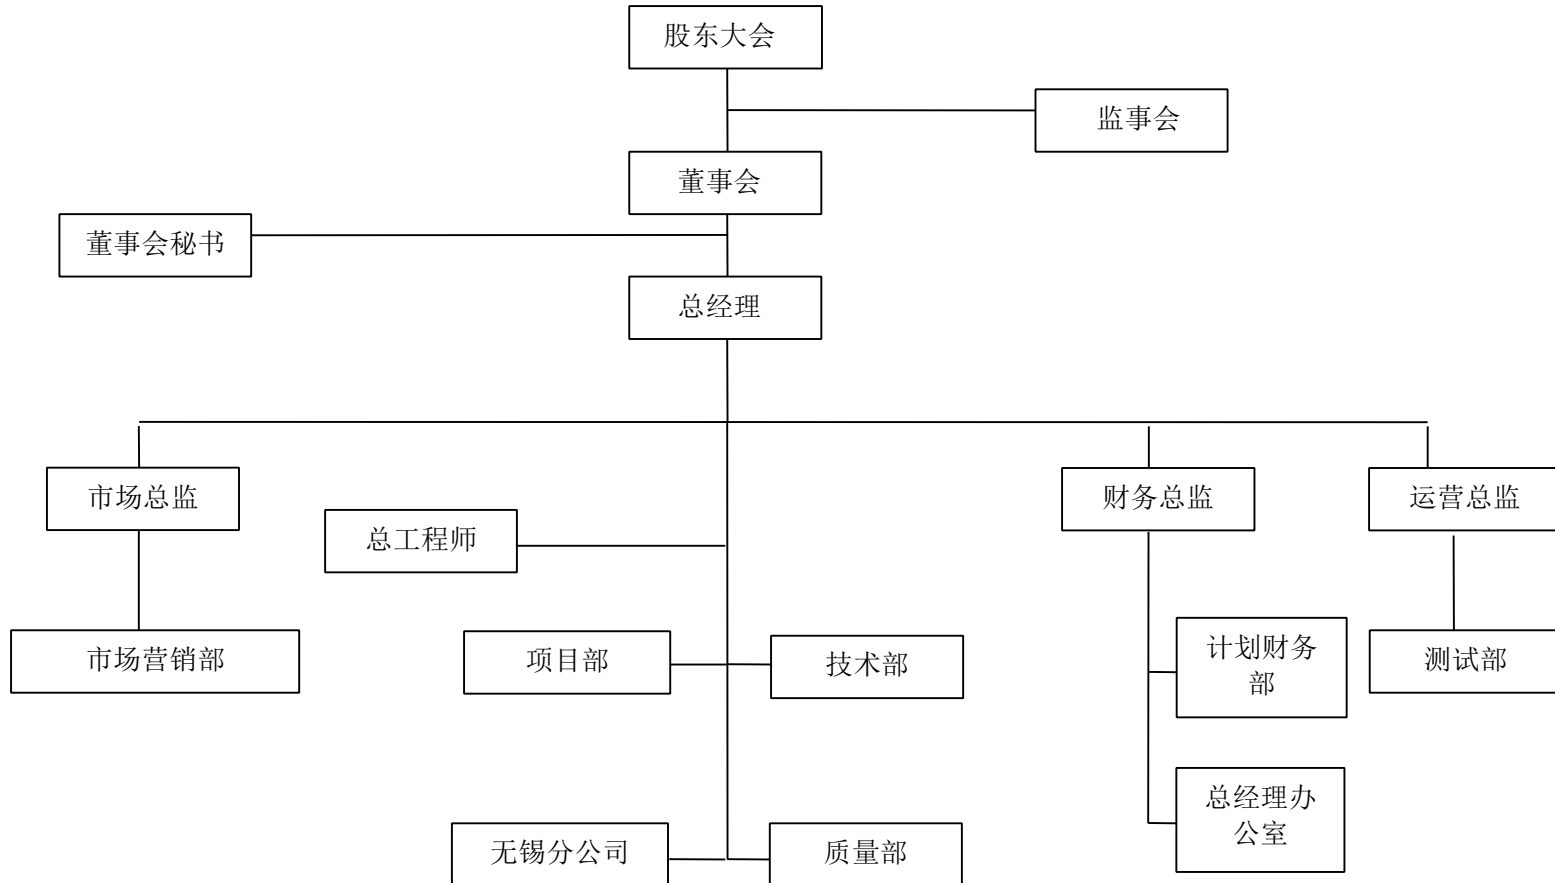 股东大会
监事会
董事会
董事会秘书
总经理
市场总监
财务总监
运营总监
总工程师
市场营销部
项目部
技术部
计划财务
部
测试部
总经理办
公室
无锡分公司
质量部